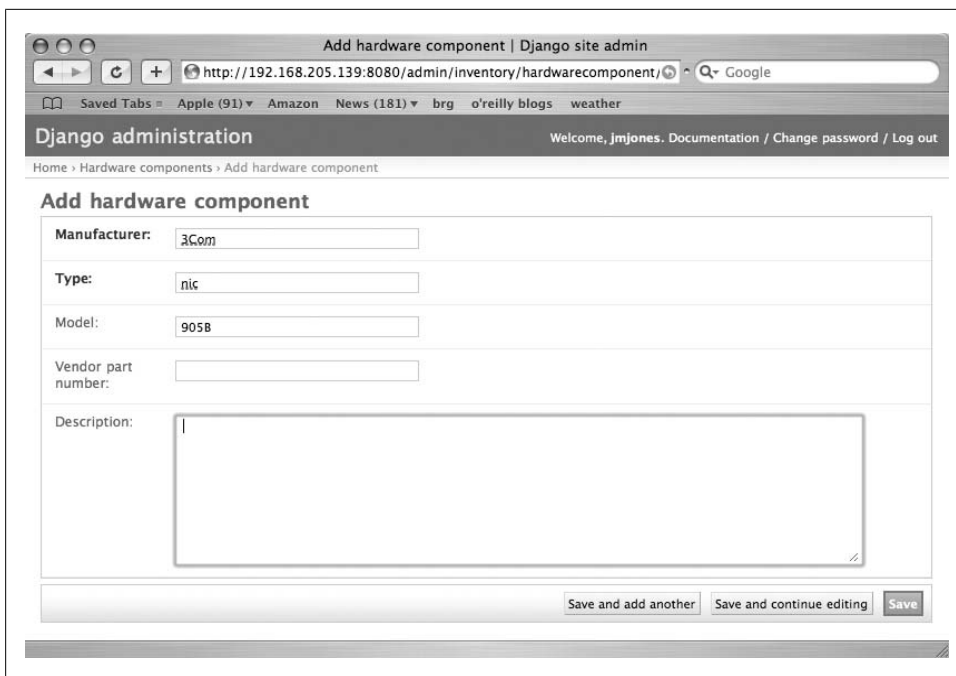 Add hardware component | Django site admin
http://192.168.205.139:8080/admin/inventory/hardwarecomponent/ Google
Saved Tabs Apple (91) Amazon News (181) brg o'reilly blogs weather
Django administration Welcome, jmjones. Documentation / Change password / Log out
Home › Hardware components › Add hardware component
Add hardware component
Manufacturer: 3Com
Type: nic
Model: 905B
Vendor part
number:
Description:
Save and add another Save and continue editing Save